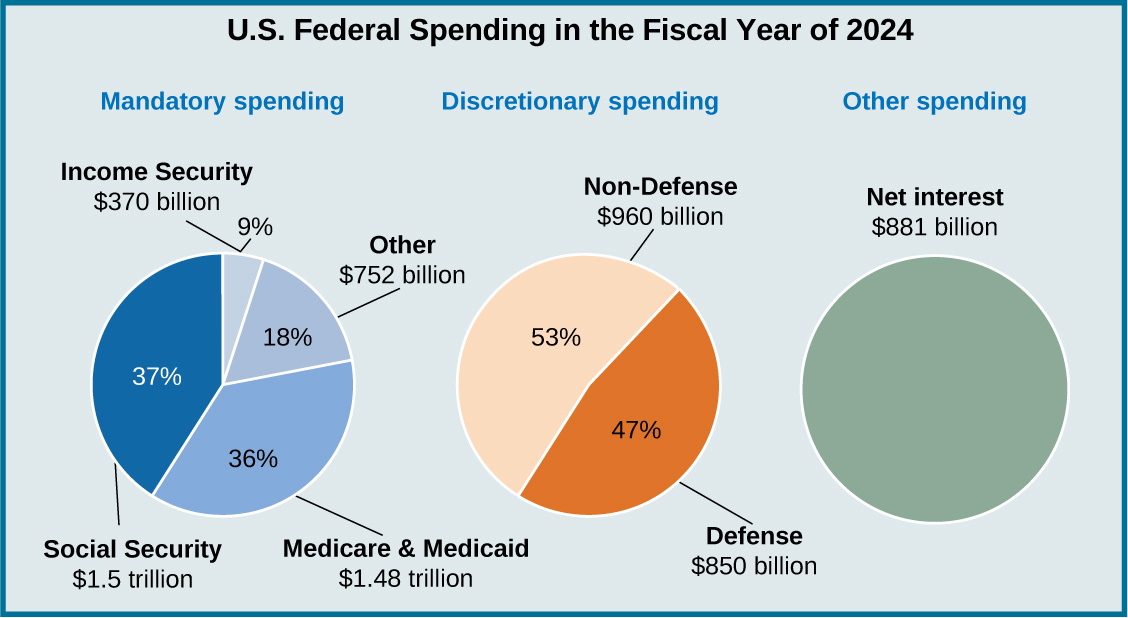 U.S. Federal Spending in the Fiscal Year of 2024
Mandatory spending
Income Security
$370 billion
9%
Other
$752 billion
18%
37%
36%
Social Security
$1.5 trillion
Medicare & Medicaid
$1.48 trillion
Discretionary spending
Non-Defense
$960 billion
53%
47%
Defense
$850 billion
Other spending
Net interest
$881 billion